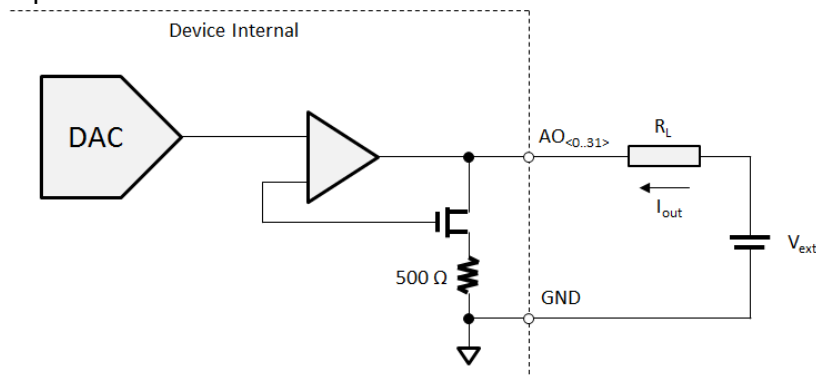 Device Internal
DAC
AO<0..31>
RL
Iout
Vext
500 Ω
GND